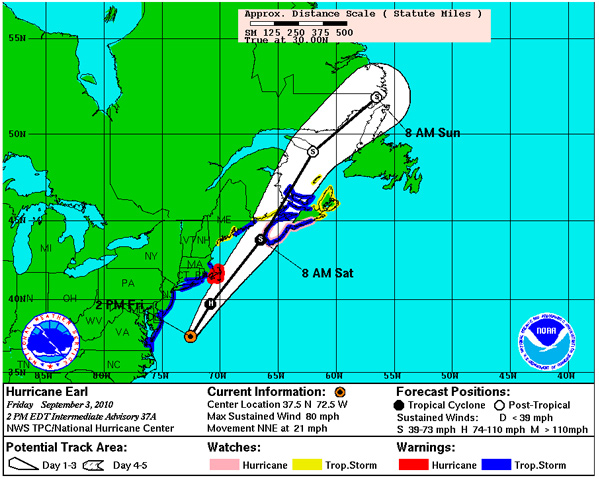 Approx. Distance Scale ( Statute Miles )
SM 125 250 375 500
True at 30.00N
55N
50N
45N
40N
35N
75W
70W
65W
60W
55W
50W
8 AM Sun
8 AM Sat
2 PM Fri
S
S
S
H
ME
VT
NH
MA
CT
RI
NY
PA
MI
OH
WV
VA
NC
TN
NOAA
Hurricane Earl
Friday September 3, 2010
2 PM EDT Intermediate Advisory 37A
NWS TPC/National Hurricane Center
Current Information:
Center Location 37.5 N 72.5 W
Max Sustained Wind 80 mph
Movement NNE at 21 mph
Forecast Positions:
Tropical Cyclone Post-Tropical
Sustained Winds: D < 39 mph
S 39-73 mph H 74-110 mph M > 110mph
Potential Track Area:
Day 1-3 Day 4-5
Watches:
Hurricane Trop.Storm
Warnings:
Hurricane Trop.Storm